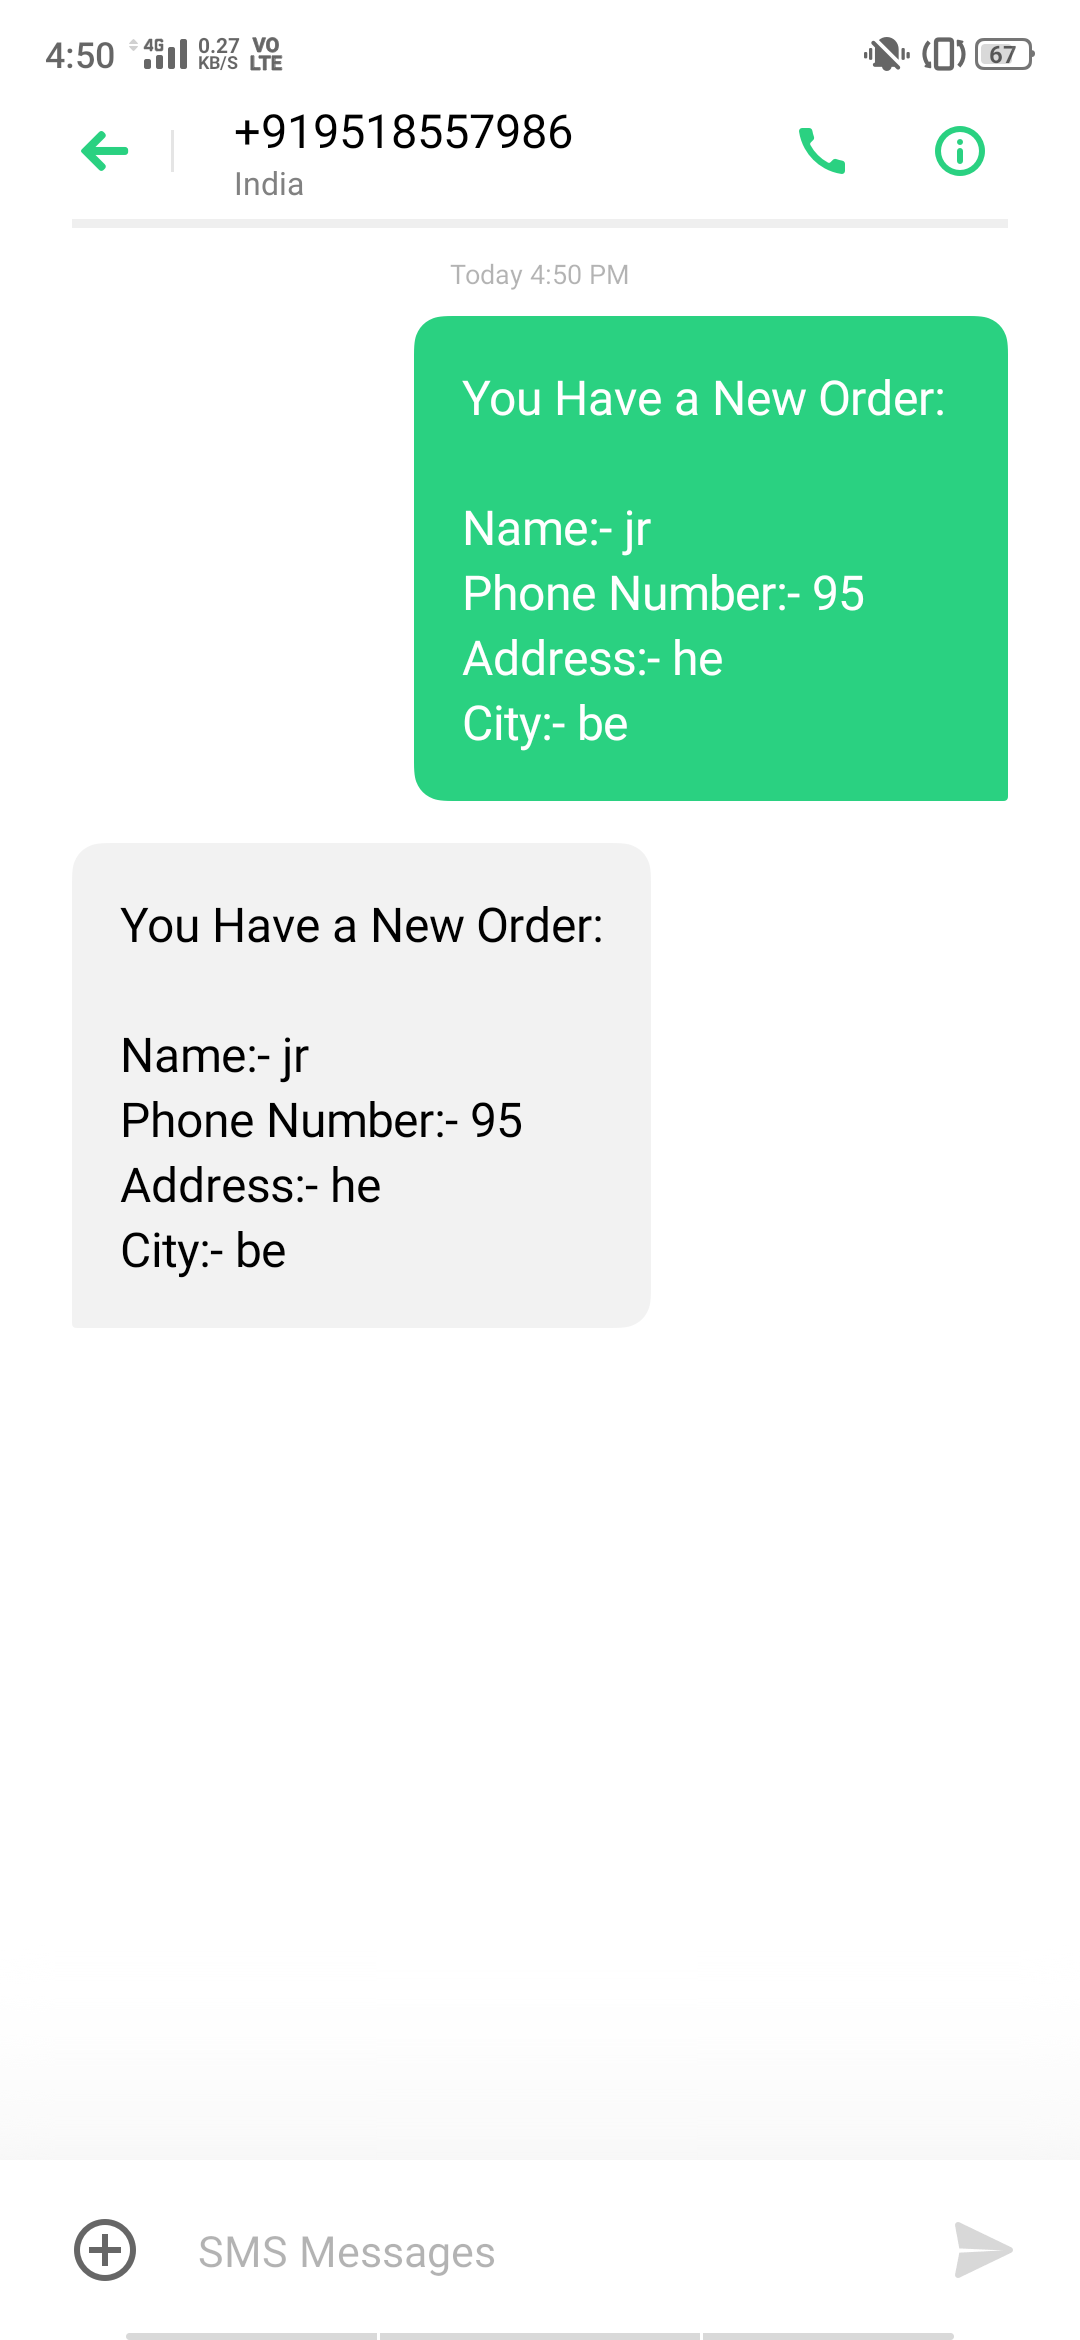 4:50 4G 0.27 KB/S VO LTE 67
+919518557986
India
Today 4:50 PM
You Have a New Order:
Name:- jr
Phone Number:- 95
Address:- he
City:- be
You Have a New Order:
Name:- jr
Phone Number:- 95
Address:- he
City:- be
SMS Messages